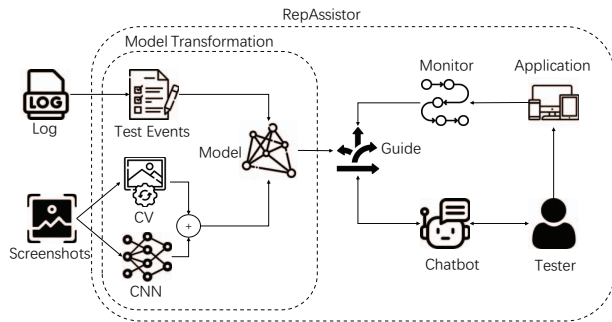 RepAssistor
Model Transformation
LOG
Log
Test Events
Model
Monitor
Application
Guide
Screenshots
CV
+
CNN
Chatbot
Tester